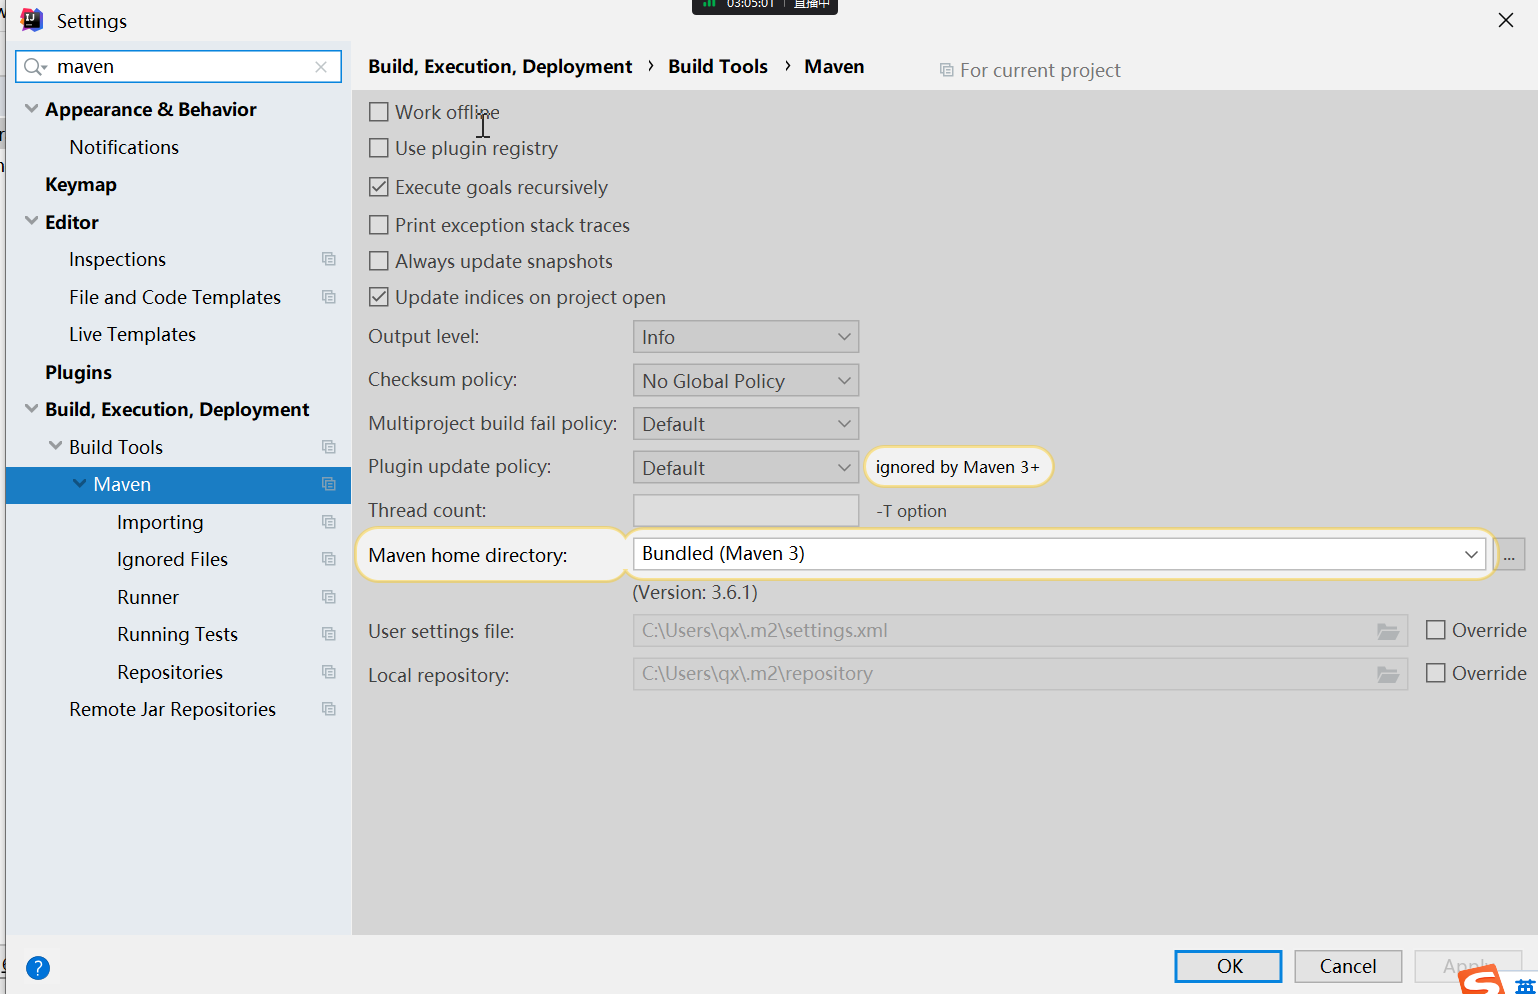 03:05:01 直播中
Settings
maven
Build, Execution, Deployment › Build Tools › Maven
For current project
Appearance & Behavior
Notifications
Keymap
Editor
Inspections
File and Code Templates
Live Templates
Plugins
Build, Execution, Deployment
Build Tools
Maven
Importing
Ignored Files
Runner
Running Tests
Repositories
Remote Jar Repositories
Work offline
Use plugin registry
Execute goals recursively
Print exception stack traces
Always update snapshots
Update indices on project open
Output level: Info
Checksum policy: No Global Policy
Multiproject build fail policy: Default
Plugin update policy: Default ignored by Maven 3+
Thread count: -T option
Maven home directory: Bundled (Maven 3) ...
(Version: 3.6.1)
User settings file: C:\Users\qx\.m2\settings.xml Override
Local repository: C:\Users\qx\.m2\repository Override
? OK Cancel Apply
英